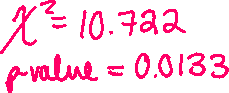 χ² = 10.722
p-value = 0.0133